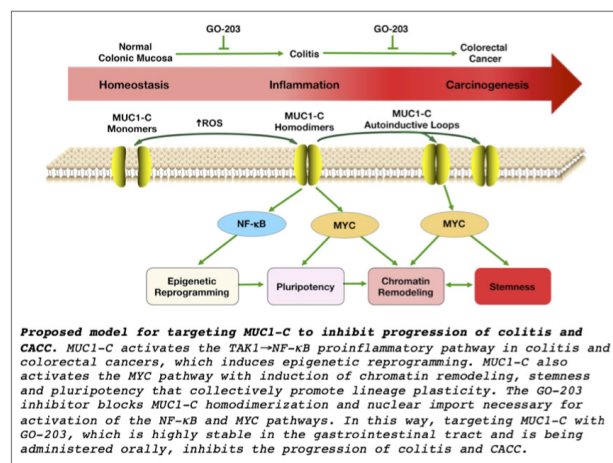 GO-203
GO-203
Normal
Colonic Mucosa
Colitis
Colorectal
Cancer
Homeostasis
Inflammation
Carcinogenesis
MUC1-C
Monomers
↑ROS
MUC1-C
Homodimers
MUC1-C
Autoinductive Loops
NF-κB
MYC
MYC
Epigenetic
Reprogramming
Pluripotency
Chromatin
Remodeling
Stemness
Proposed model for targeting MUC1-C to inhibit progression of colitis and
CACC. MUC1-C activates the TAK1→NF-κB proinflammatory pathway in colitis and
colorectal cancers, which induces epigenetic reprogramming. MUC1-C also
activates the MYC pathway with induction of chromatin remodeling, stemness
and pluripotency that collectively promote lineage plasticity. The GO-203
inhibitor blocks MUC1-C homodimerization and nuclear import necessary for
activation of the NF-κB and MYC pathways. In this way, targeting MUC1-C with
GO-203, which is highly stable in the gastrointestinal tract and is being
administered orally, inhibits the progression of colitis and CACC.